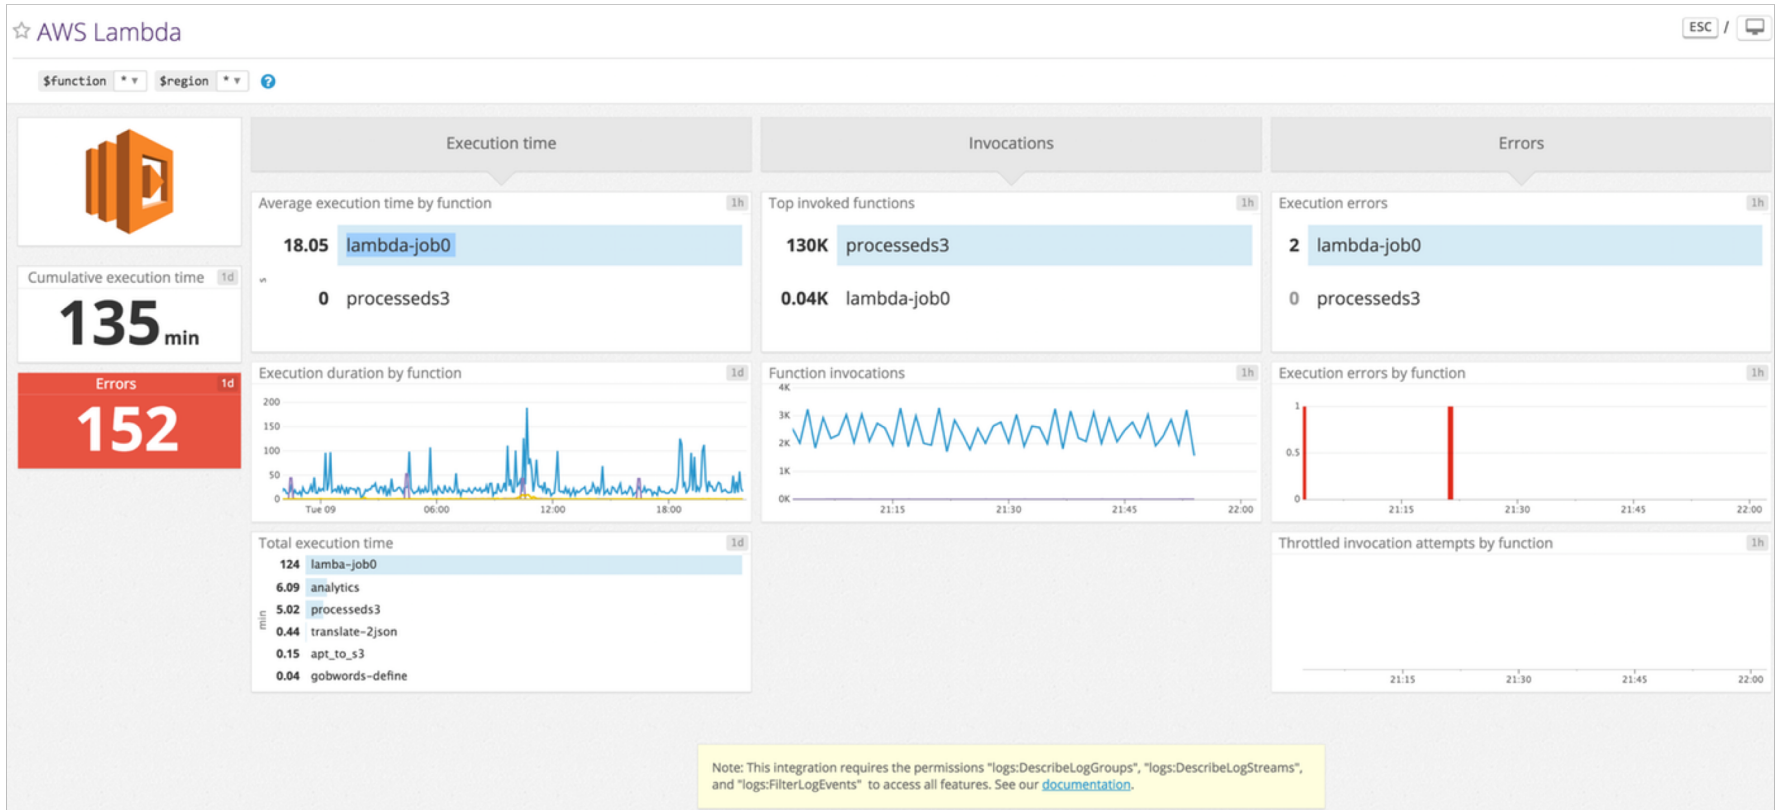 AWS Lambda
ESC /
$function * ▼ $region * ▼ ?
Cumulative execution time 1d
135 min
Errors 1d
152
Execution time
Average execution time by function 1h
18.05 lambda-job0
s
0 processeds3
Execution duration by function 1d
200
150
100
50
0
Tue 09 06:00 12:00 18:00
Total execution time 1d
124 lamba-job0
6.09 analytics
5.02 processeds3
min
0.44 translate-2json
0.15 apt_to_s3
0.04 gobwords-define
Invocations
Top invoked functions 1h
130K processeds3
0.04K lambda-job0
Function invocations 1h
4K
3K
2K
1K
0K
21:15 21:30 21:45 22:00
Errors
Execution errors 1h
2 lambda-job0
0 processeds3
Execution errors by function 1h
1
0.5
0
21:15 21:30 21:45 22:00
Throttled invocation attempts by function 1h
21:15 21:30 21:45 22:00
Note: This integration requires the permissions "logs:DescribeLogGroups", "logs:DescribeLogStreams",
and "logs:FilterLogEvents" to access all features. See our documentation.